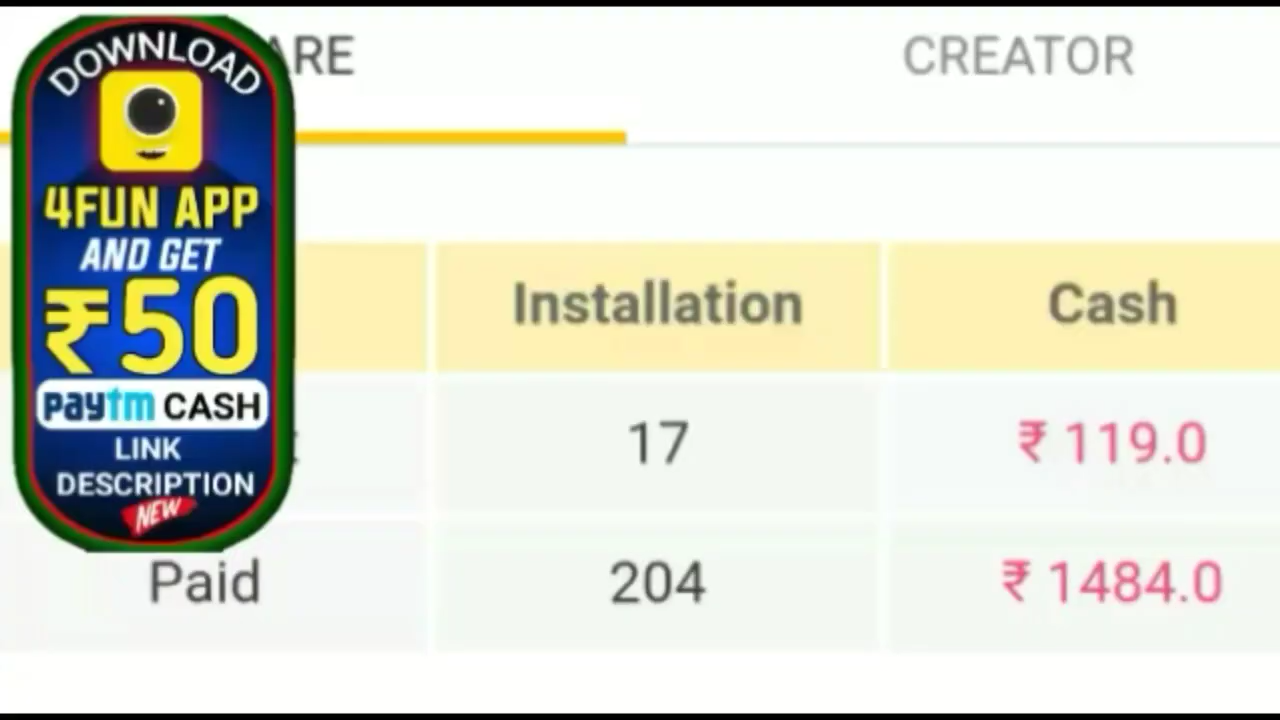 DOWNLOAD
4FUN APP
AND GET
₹50
paytm CASH
LINK
DESCRIPTION
NEW
CREATOR
Installation
Cash
17
₹ 119.0
Paid
204
₹ 1484.0